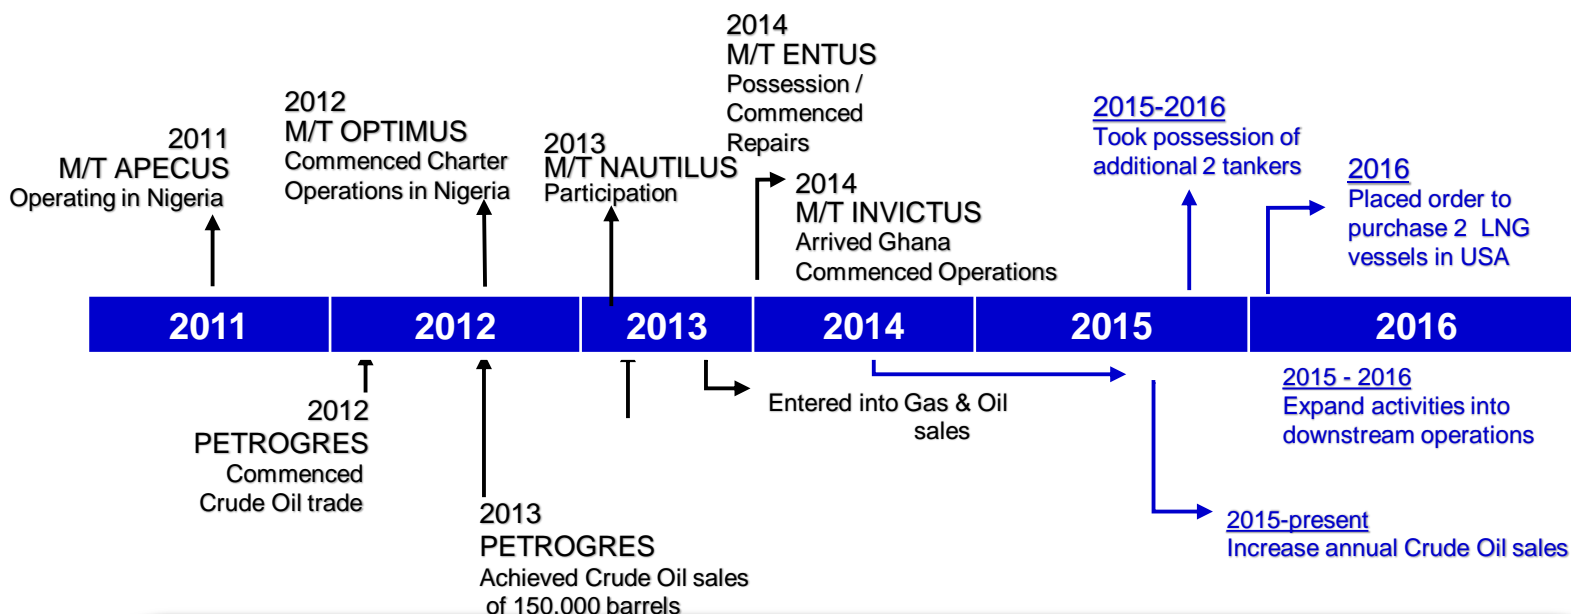 2011
M/T APECUS
Operating in Nigeria
2012
M/T OPTIMUS
Commenced Charter
Operations in Nigeria
2013
M/T NAUTILUS
Participation
2014
M/T ENTUS
Possession /
Commenced
Repairs
2014
M/T INVICTUS
Arrived Ghana
Commenced Operations
2015-2016
Took possession of
additional 2 tankers
2016
Placed order to
purchase 2 LNG
vessels in USA
2011 2012 2013 2014 2015 2016
2012
PETROGRES
Commenced
Crude Oil trade
2013
PETROGRES
Achieved Crude Oil sales
of 150,000 barrels
Entered into Gas & Oil
sales
2015 - 2016
Expand activities into
downstream operations
2015-present
Increase annual Crude Oil sales